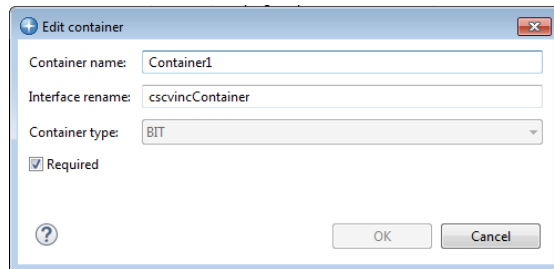 Edit container
Container name: Container1
Interface rename: cscvincContainer
Container type: BIT
Required
? OK Cancel